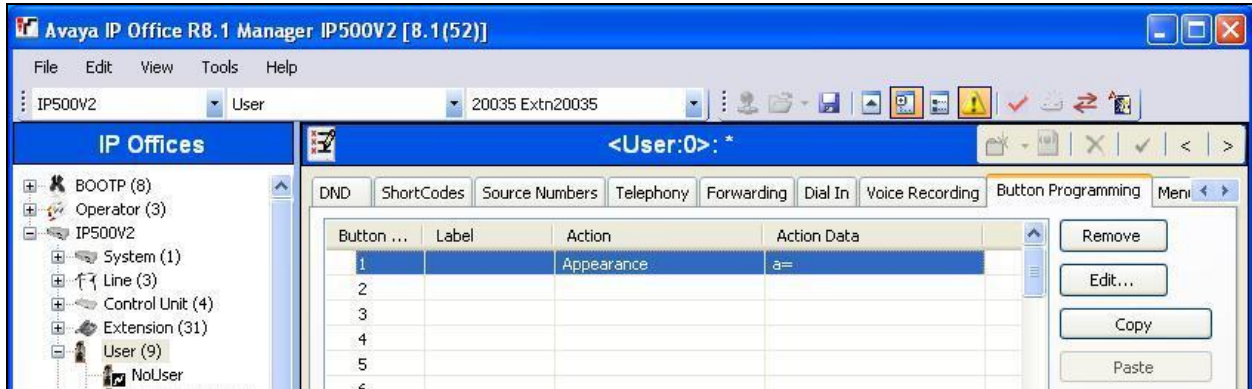 Avaya IP Office R8.1 Manager IP500V2 [8.1(52)]
File Edit View Tools Help
IP500V2 User 20035 Extn20035
IP Offices
<User:0>: *
BOOTP (8)
Operator (3)
IP500V2
System (1)
Line (3)
Control Unit (4)
Extension (31)
User (9)
NoUser
DND ShortCodes Source Numbers Telephony Forwarding Dial In Voice Recording Button Programming Menu
Button ... Label Action Action Data
1 Appearance a=
2
3
4
5
Remove
Edit...
Copy
Paste